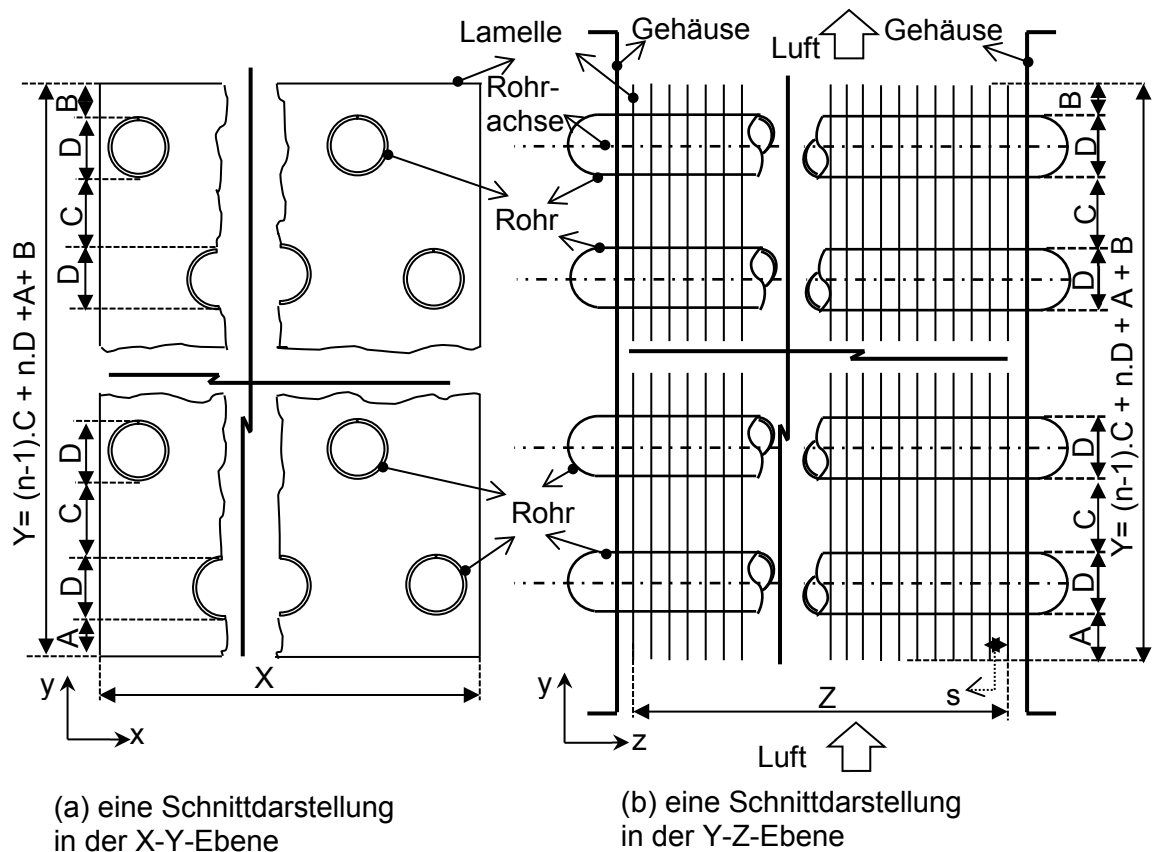 Lamelle
Gehäuse
Luft
Gehäuse
Rohr-
achse
B
D
C
D
Rohr
Y= (n-1).C + n.D +A+ B
D
C
D
A
Rohr
X
y
x
B
D
C
D
Y= (n-1).C + n.D + A + B
D
C
D
A
s
Z
y
z
Luft
(a) eine Schnittdarstellung
in der X-Y-Ebene
(b) eine Schnittdarstellung
in der Y-Z-Ebene